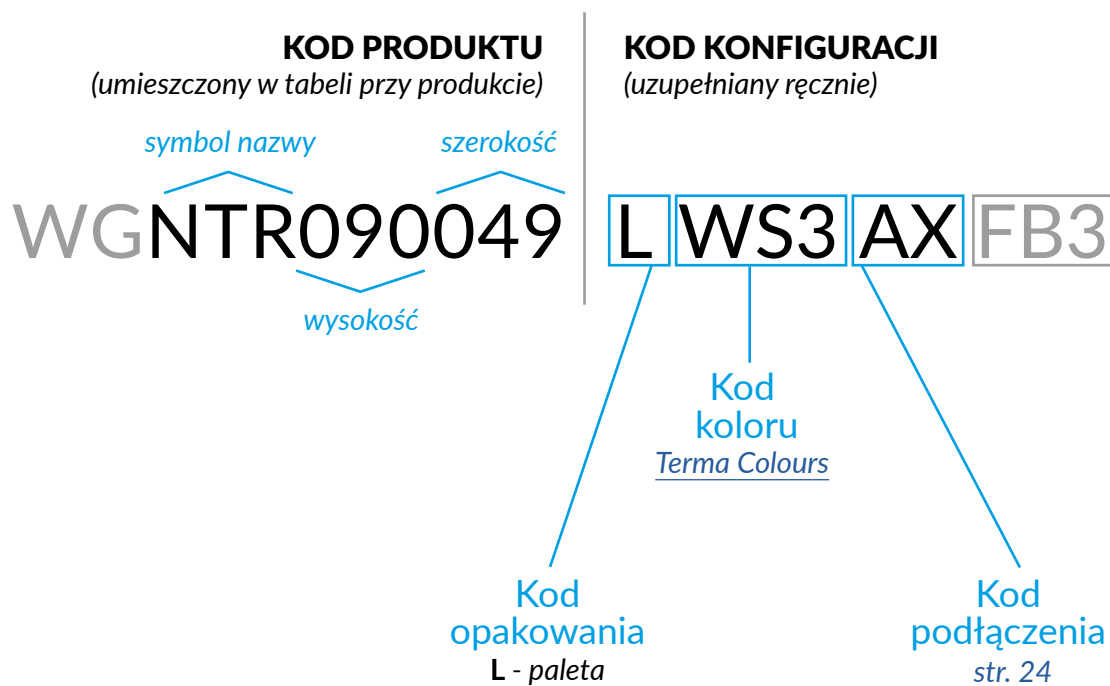 KOD PRODUKTU
(umieszczony w tabeli przy produkcie)
KOD KONFIGURACJI
(uzupełniany ręcznie)
symbol nazwy
szerokość
WGNTR090049 L WS3 AX FB3
wysokość
Kod
koloru
Terma Colours
Kod
opakowania
L - paleta
Kod
podłączenia
str. 24